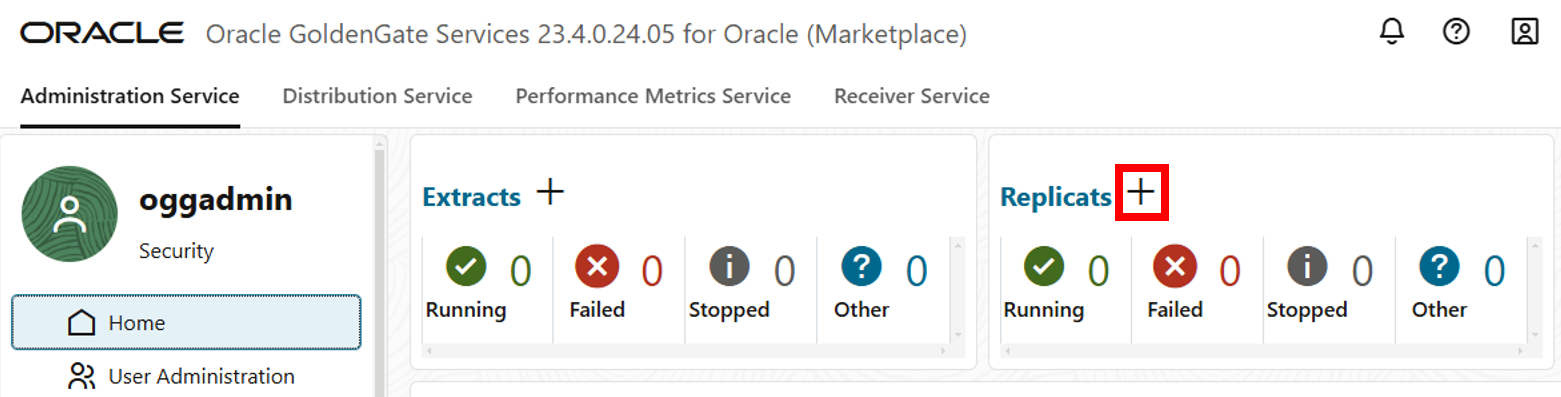 ORACLE Oracle GoldenGate Services 23.4.0.24.05 for Oracle (Marketplace)
Administration Service Distribution Service Performance Metrics Service Receiver Service
oggadmin
Security
Home
User Administration
Extracts
0 0 0 0
Running Failed Stopped Other
Replicats
0 0 0 0
Running Failed Stopped Other